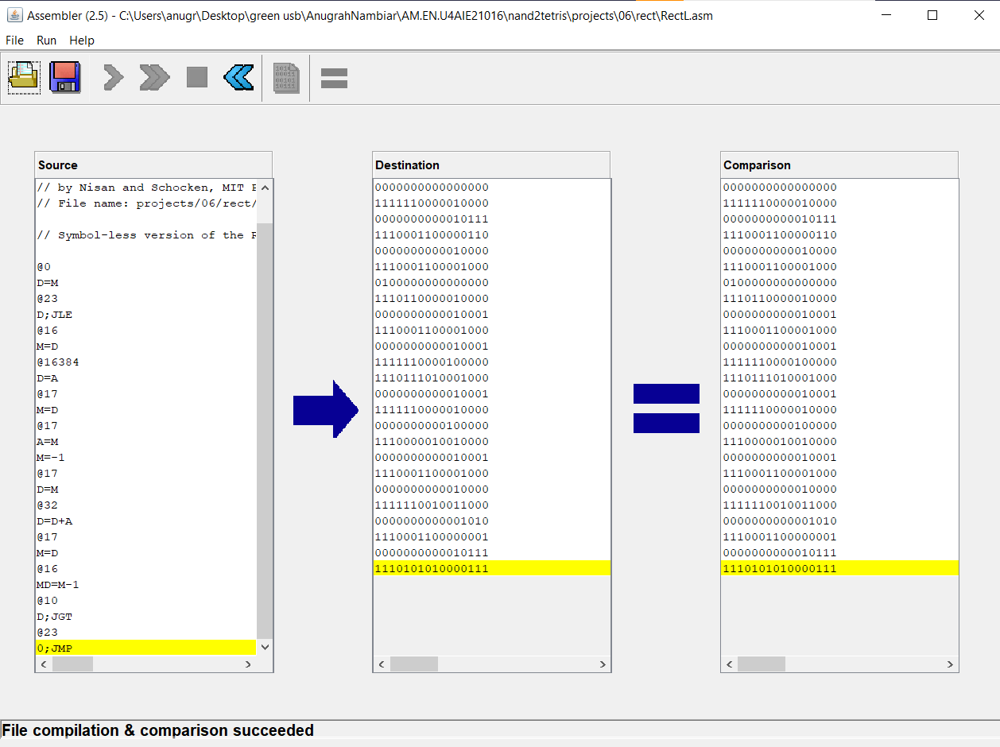 Assembler (2.5) - C:\Users\anugr\Desktop\green usb\AnugrahNambiar\AM.EN.U4AIE21016\nand2tetris\projects\06\rect\RectL.asm
File Run Help
Source
// by Nisan and Schocken, MIT
// File name: projects/06/rect/
// Symbol-less version of the
@0
D=M
@23
D;JLE
@16
M=D
@16384
D=A
@17
M=D
@17
A=M
M=-1
@17
D=M
@32
D=D+A
@17
M=D
@16
MD=M-1
@10
D;JGT
@23
0;JMP
Destination
0000000000000000
1111110000010000
0000000000010111
1110001100000110
0000000000010000
1110001100001000
0100000000000000
1110110000010000
0000000000010001
1110001100001000
0000000000010001
1111110000100000
1110111010001000
0000000000010001
1111110000010000
0000000000100000
1110000010010000
0000000000010001
1110001100001000
0000000000010000
1111110010011000
0000000000001010
1110001100000001
0000000000010111
1110101010000111
Comparison
0000000000000000
1111110000010000
0000000000010111
1110001100000110
0000000000010000
1110001100001000
0100000000000000
1110110000010000
0000000000010001
1110001100001000
0000000000010001
1111110000100000
1110111010001000
0000000000010001
1111110000010000
0000000000100000
1110000010010000
0000000000010001
1110001100001000
0000000000010000
1111110010011000
0000000000001010
1110001100000001
0000000000010111
1110101010000111
File compilation & comparison succeeded